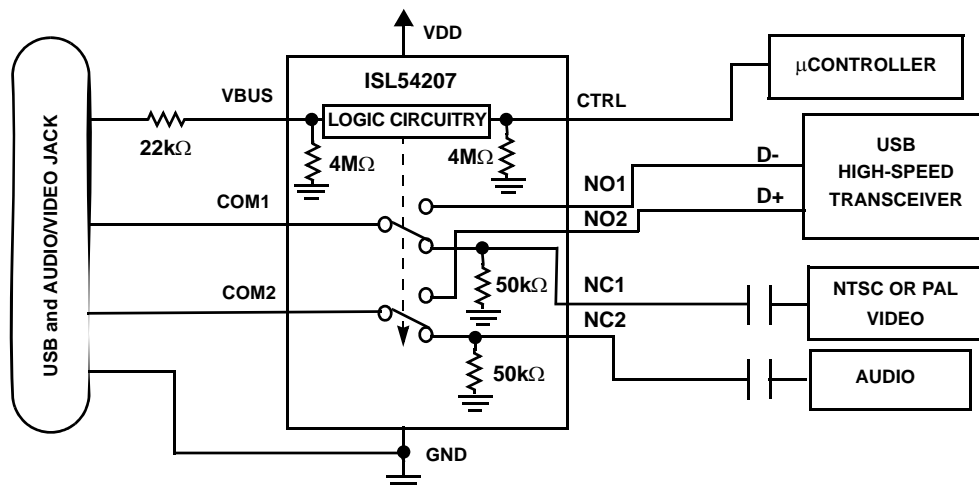 VDD
ISL54207
μCONTROLLER
VBUS
CTRL
LOGIC CIRCUITRY
22kΩ
4MΩ
4MΩ
USB and AUDIO/VIDEO JACK
D-
USB
HIGH-SPEED
TRANSCEIVER
NO1
D+
COM1
NO2
50kΩ
NC1
NTSC OR PAL
VIDEO
COM2
NC2
50kΩ
AUDIO
GND